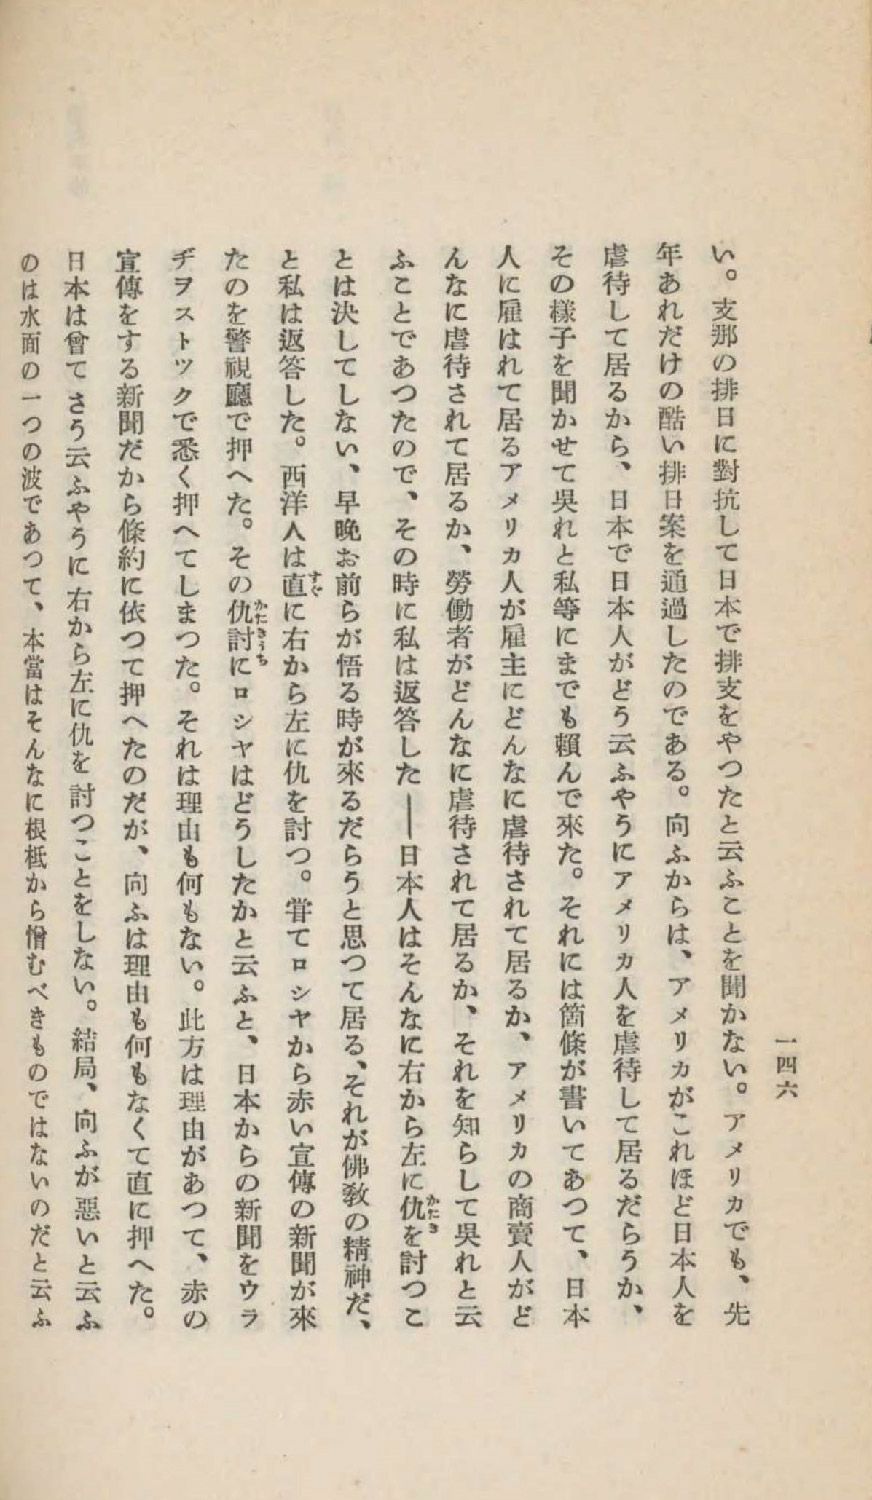 一四六
い。支那の排日に對抗して日本で排支をやつたと云ふことを聞かない。アメリカでも、先
年あれだけの酷い排日案を通過したのである。向ふからは、アメリカがこれほど日本人を
虐待して居るから、日本で日本人がどう云ふやうにアメリカ人を虐待して居るだらうか、
その樣子を聞かせて吳れと私等にまでも賴んで來た。それには箇條が書いてあつて、日本
人に雇はれて居るアメリカ人が雇主にどんなに虐待されて居るか、アメリカの商賣人がど
んなに虐待されて居るか、勞働者がどんなに虐待されて居るか、それを知らして吳れと云
ふことであつたので、その時に私は返答した――日本人はそんなに右から左に仇を討つこ
とは決してしない、早晩お前らが悟る時が來るだらうと思つて居る、それが佛敎の精神だ、
と私は返答した。西洋人は直に右から左に仇を討つ。甞てロシヤから赤い宣傳の新聞が來
たのを警視廳で押へた。その仇討にロシヤはどうしたかと云ふと、日本からの新聞をウラ
ヂヲストツクで悉く押へてしまつた。それは理由も何もない。此方は理由があつて、赤の
宣傳をする新聞だから條約に依つて押へたのだが、向ふは理由も何もなくて直に押へた。
日本は曾てさう云ふやうに右から左に仇を討つことをしない。結局、向ふが惡いと云ふ
のは水面の一つの波であつて、本當はそんなに根柢から憎むべきものではないのだと云ふ